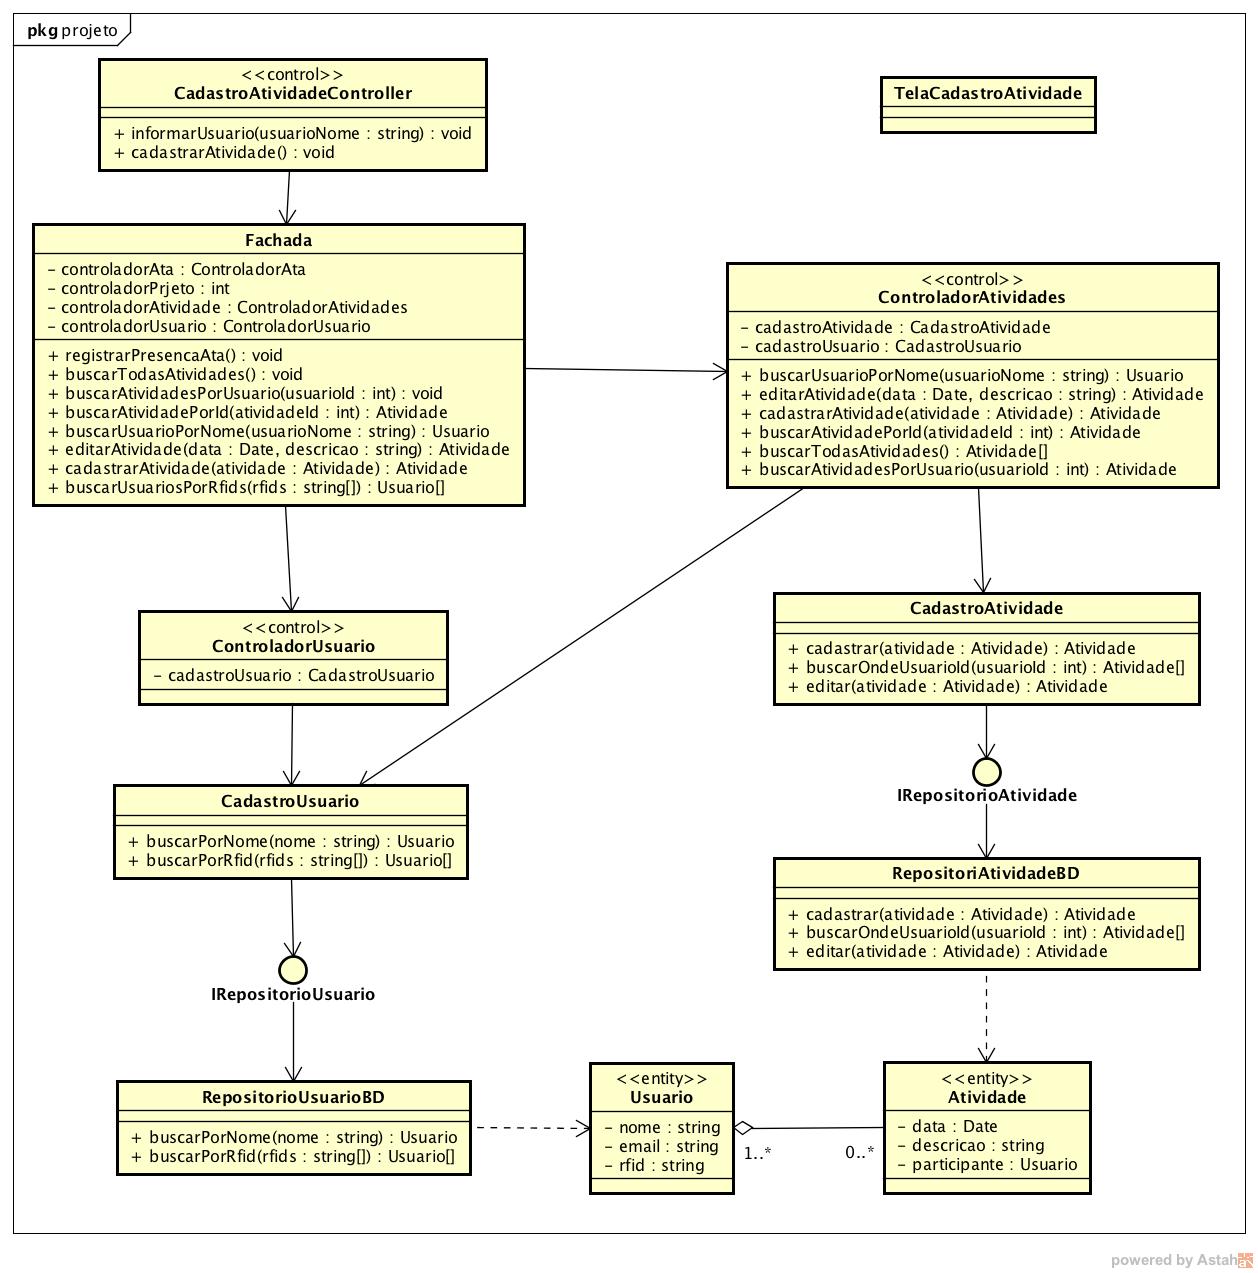 pkg projeto
<<control>>
CadastroAtividadeController
+ informarUsuario(usuarioNome : string) : void
+ cadastrarAtividade() : void
TelaCadastroAtividade
Fachada
- controladorAta : ControladorAta
- controladorPrjeto : int
- controladorAtividade : ControladorAtividades
- controladorUsuario : ControladorUsuario
+ registrarPresencaAta() : void
+ buscarTodasAtividades() : void
+ buscarAtividadesPorUsuario(usuarioId : int) : void
+ buscarAtividadePorId(atividadeId : int) : Atividade
+ buscarUsuarioPorNome(usuarioNome : string) : Usuario
+ editarAtividade(data : Date, descricao : string) : Atividade
+ cadastrarAtividade(atividade : Atividade) : Atividade
+ buscarUsuariosPorRfids(rfids : string[]) : Usuario[]
<<control>>
ControladorAtividades
- cadastroAtividade : CadastroAtividade
- cadastroUsuario : CadastroUsuario
+ buscarUsuarioPorNome(usuarioNome : string) : Usuario
+ editarAtividade(data : Date, descricao : string) : Atividade
+ cadastrarAtividade(atividade : Atividade) : Atividade
+ buscarAtividadePorId(atividadeId : int) : Atividade
+ buscarTodasAtividades() : Atividade[]
+ buscarAtividadesPorUsuario(usuarioId : int) : Atividade
<<control>>
ControladorUsuario
- cadastroUsuario : CadastroUsuario
CadastroAtividade
+ cadastrar(atividade : Atividade) : Atividade
+ buscarOndeUsuarioId(usuarioId : int) : Atividade[]
+ editar(atividade : Atividade) : Atividade
CadastroUsuario
+ buscarPorNome(nome : string) : Usuario
+ buscarPorRfid(rfids : string[]) : Usuario[]
IRepositorioAtividade
RepositoriAtividadeBD
+ cadastrar(atividade : Atividade) : Atividade
+ buscarOndeUsuarioId(usuarioId : int) : Atividade[]
+ editar(atividade : Atividade) : Atividade
IRepositorioUsuario
RepositorioUsuarioBD
+ buscarPorNome(nome : string) : Usuario
+ buscarPorRfid(rfids : string[]) : Usuario[]
<<entity>>
Usuario
- nome : string
- email : string
- rfid : string
1..*
0..*
<<entity>>
Atividade
- data : Date
- descricao : string
- participante : Usuario
powered by Astah